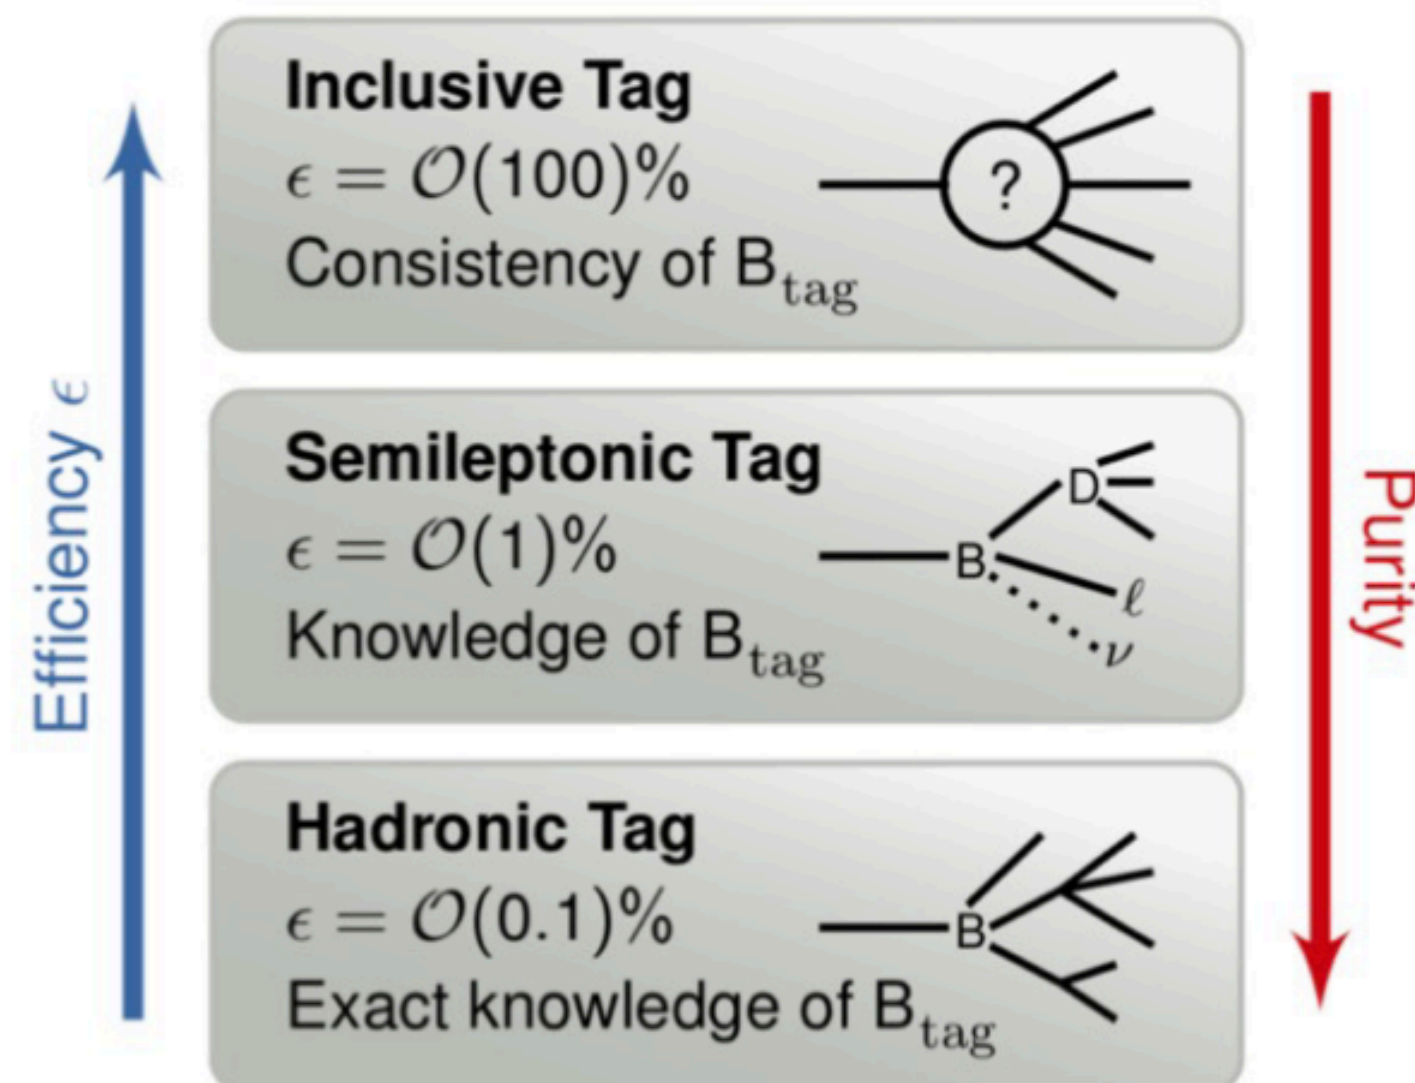 Efficiency ϵ
Inclusive Tag
ϵ = 𝒪(100)%
Consistency of B_tag
?
Semileptonic Tag
ϵ = 𝒪(1)%
Knowledge of B_tag
B
D
ℓ
ν
Hadronic Tag
ϵ = 𝒪(0.1)%
Exact knowledge of B_tag
B
Purity